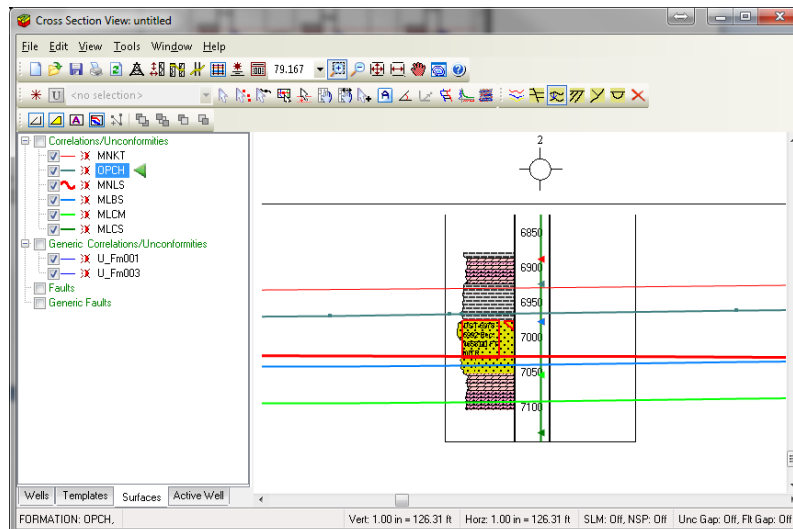 Cross Section View: untitled
File Edit View Tools Window Help
79.167
U <no selection>
A
A
Correlations/Unconformities
MNKT
OPCH
MNLS
MLBS
MLCM
MLCS
Generic Correlations/Unconformities
U_Fm001
U_Fm003
Faults
Generic Faults
2
6850
6900
6950
7000
7050
7100
Wells Templates Surfaces Active Well
FORMATION: OPCH, Vert: 1.00 in = 126.31 ft Horz: 1.00 in = 126.31 ft SLM: Off, NSP: Off Unc Gap: Off, Flt Gap: Off